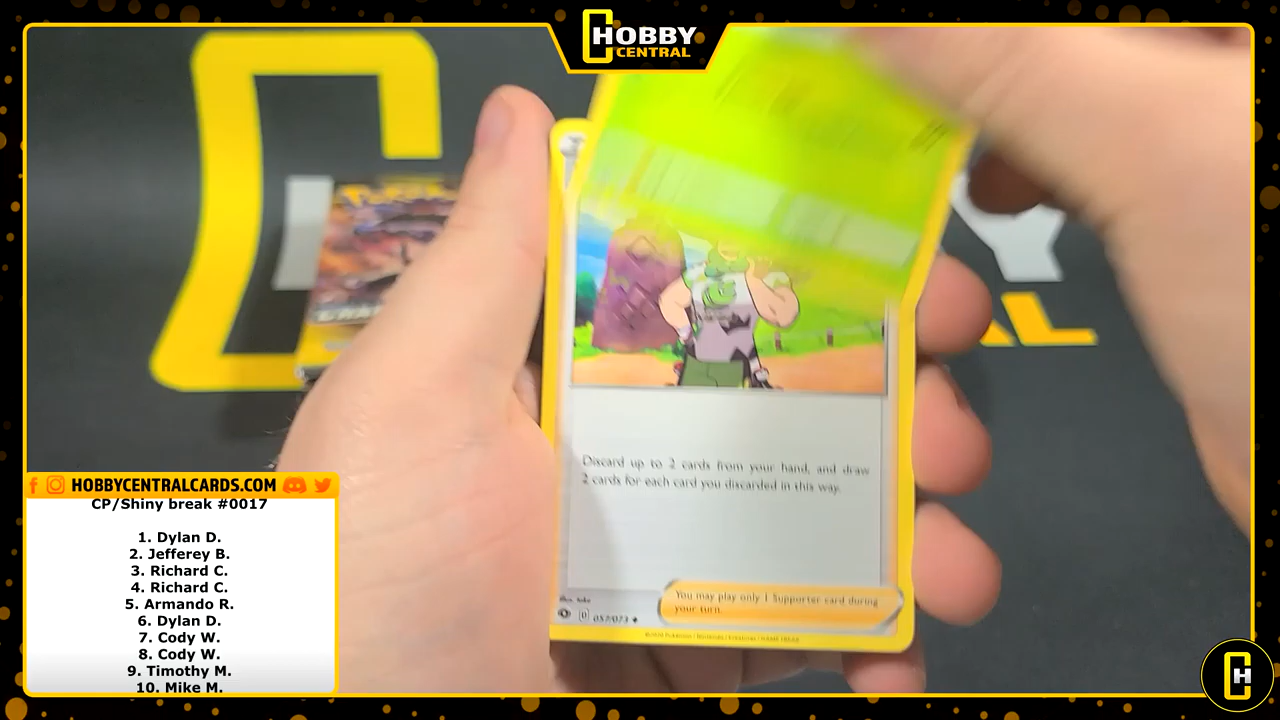 HOBBY
CENTRAL
Discard up to 2 cards from your hand, and draw
2 cards for each card you discarded in this way.
You may play only 1 Supporter card during
your turn.
D 057/073
HOBBYCENTRALCARDS.COM
CP/Shiny break #0017
1. Dylan D.
2. Jefferey B.
3. Richard C.
4. Richard C.
5. Armando R.
6. Dylan D.
7. Cody W.
8. Cody W.
9. Timothy M.
10. Mike M.
CH